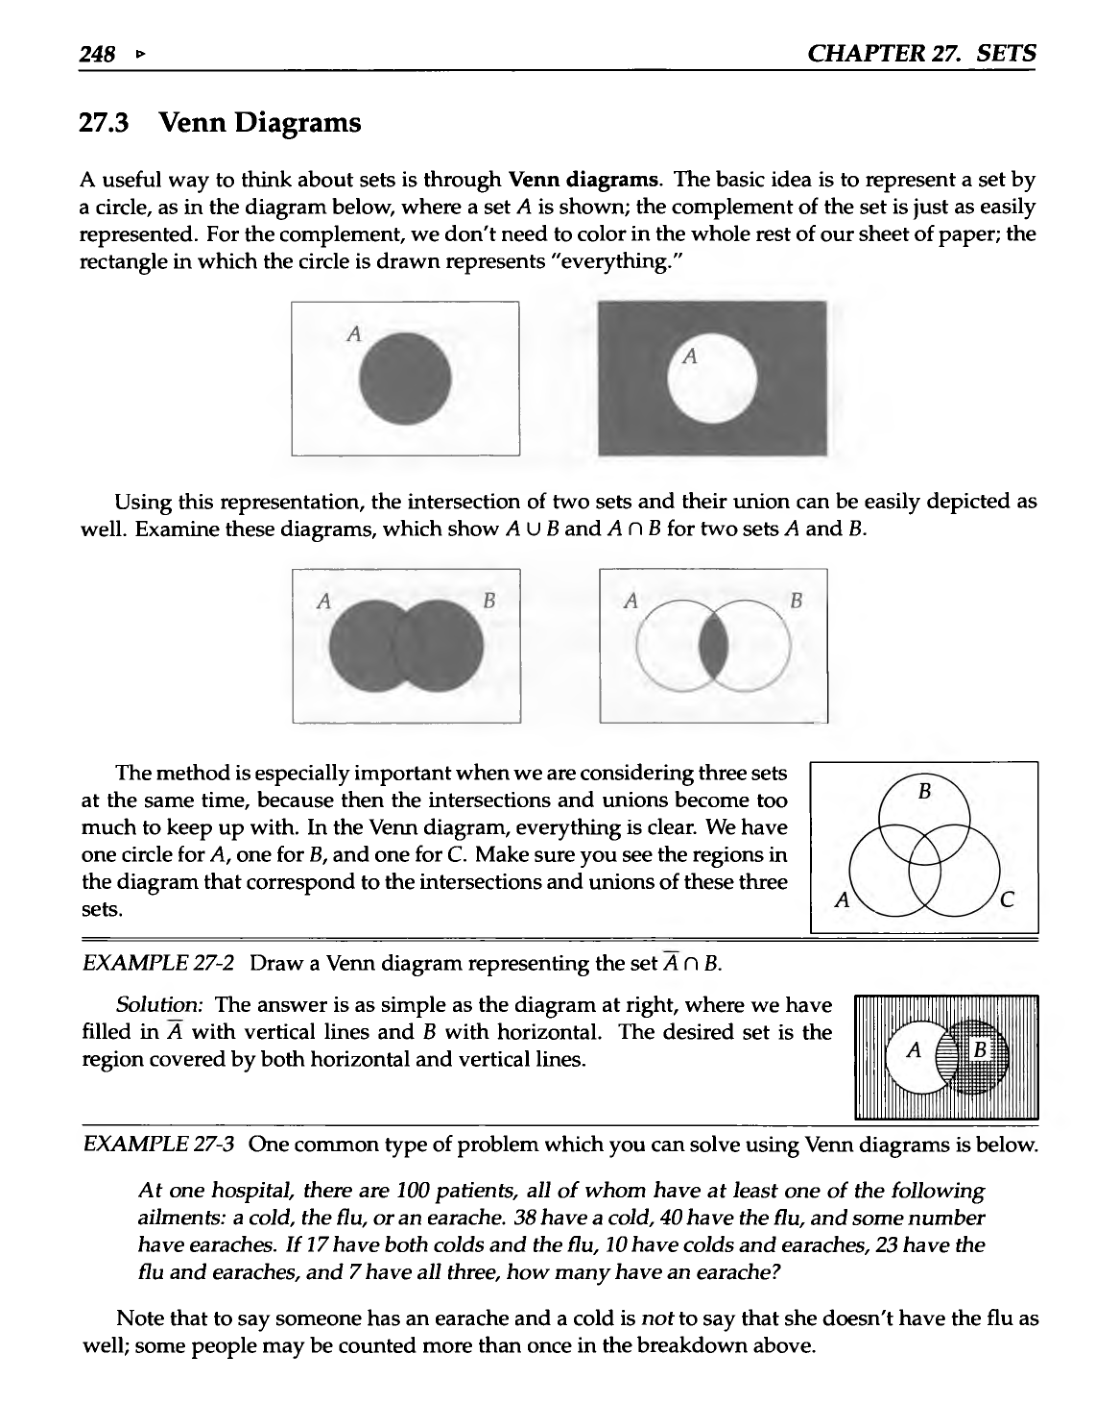 248 ▹ CHAPTER 27. SETS
27.3 Venn Diagrams
A useful way to think about sets is through Venn diagrams. The basic idea is to represent a set by
a circle, as in the diagram below, where a set A is shown; the complement of the set is just as easily
represented. For the complement, we don't need to color in the whole rest of our sheet of paper; the
rectangle in which the circle is drawn represents "everything."
A
A
Using this representation, the intersection of two sets and their union can be easily depicted as
well. Examine these diagrams, which show A ∪ B and A ∩ B for two sets A and B.
A B
A B
The method is especially important when we are considering three sets
at the same time, because then the intersections and unions become too
much to keep up with. In the Venn diagram, everything is clear. We have
one circle for A, one for B, and one for C. Make sure you see the regions in
the diagram that correspond to the intersections and unions of these three
sets.
B
A C
EXAMPLE 27-2 Draw a Venn diagram representing the set A̅ ∩ B.
Solution: The answer is as simple as the diagram at right, where we have
filled in A̅ with vertical lines and B with horizontal. The desired set is the
region covered by both horizontal and vertical lines.
A B
EXAMPLE 27-3 One common type of problem which you can solve using Venn diagrams is below.
At one hospital, there are 100 patients, all of whom have at least one of the following
ailments: a cold, the flu, or an earache. 38 have a cold, 40 have the flu, and some number
have earaches. If 17 have both colds and the flu, 10 have colds and earaches, 23 have the
flu and earaches, and 7 have all three, how many have an earache?
Note that to say someone has an earache and a cold is not to say that she doesn't have the flu as
well; some people may be counted more than once in the breakdown above.